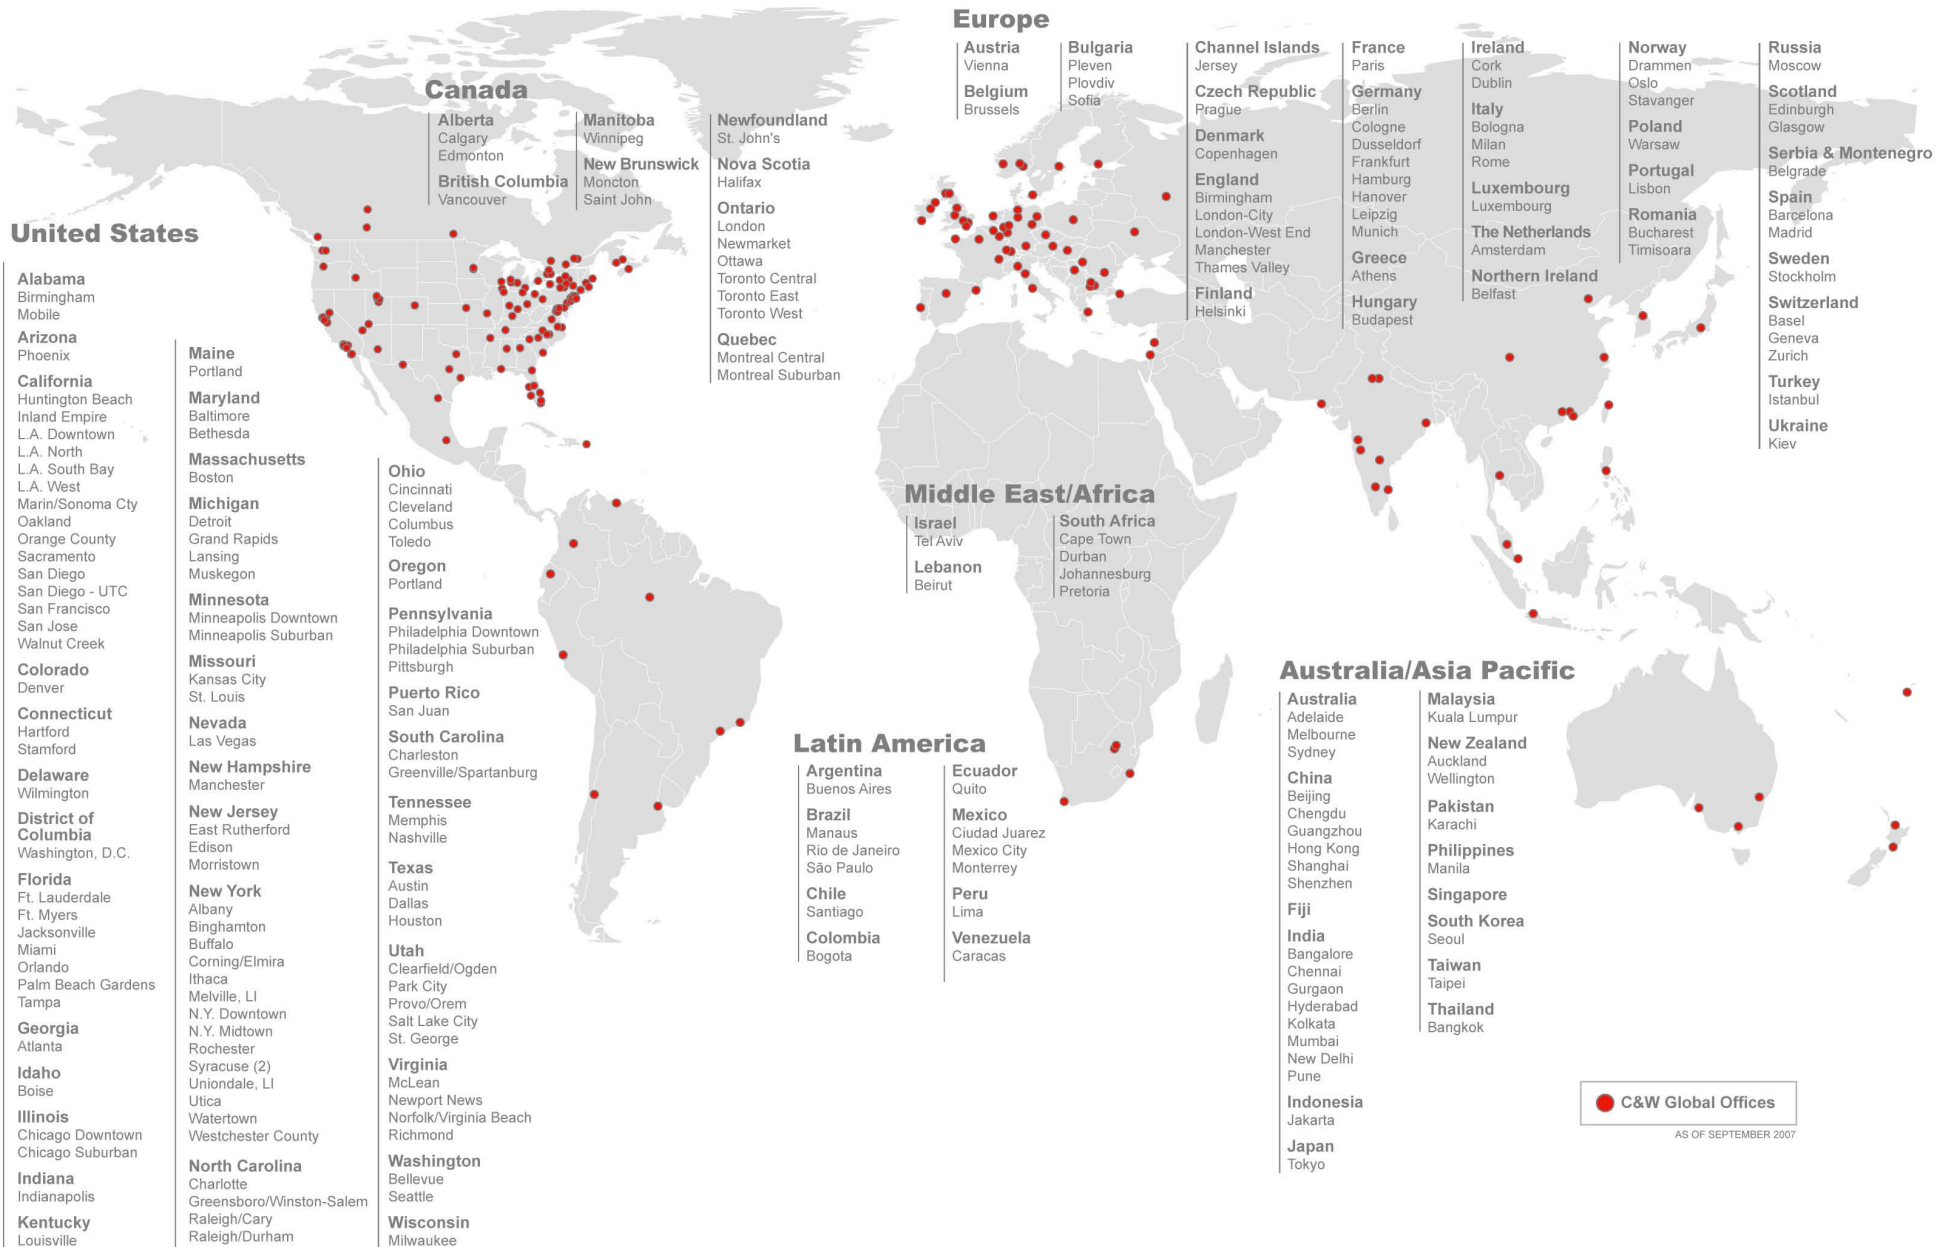 United States
Alabama
Birmingham
Mobile
Arizona
Phoenix
California
Huntington Beach
Inland Empire
L.A. Downtown
L.A. North
L.A. South Bay
L.A. West
Marin/Sonoma Cty
Oakland
Orange County
Sacramento
San Diego
San Diego - UTC
San Francisco
San Jose
Walnut Creek
Colorado
Denver
Connecticut
Hartford
Stamford
Delaware
Wilmington
District of
Columbia
Washington, D.C.
Florida
Ft. Lauderdale
Ft. Myers
Jacksonville
Miami
Orlando
Palm Beach Gardens
Tampa
Georgia
Atlanta
Idaho
Boise
Illinois
Chicago Downtown
Chicago Suburban
Indiana
Indianapolis
Kentucky
Louisville
Maine
Portland
Maryland
Baltimore
Bethesda
Massachusetts
Boston
Michigan
Detroit
Grand Rapids
Lansing
Muskegon
Minnesota
Minneapolis Downtown
Minneapolis Suburban
Missouri
Kansas City
St. Louis
Nevada
Las Vegas
New Hampshire
Manchester
New Jersey
East Rutherford
Edison
Morristown
New York
Albany
Binghamton
Buffalo
Corning/Elmira
Ithaca
Melville, LI
N.Y. Downtown
N.Y. Midtown
Rochester
Syracuse (2)
Uniondale, LI
Utica
Watertown
Westchester County
North Carolina
Charlotte
Greensboro/Winston-Salem
Raleigh/Cary
Raleigh/Durham
Ohio
Cincinnati
Cleveland
Columbus
Toledo
Oregon
Portland
Pennsylvania
Philadelphia Downtown
Philadelphia Suburban
Pittsburgh
Puerto Rico
San Juan
South Carolina
Charleston
Greenville/Spartanburg
Tennessee
Memphis
Nashville
Texas
Austin
Dallas
Houston
Utah
Clearfield/Ogden
Park City
Provo/Orem
Salt Lake City
St. George
Virginia
McLean
Newport News
Norfolk/Virginia Beach
Richmond
Washington
Bellevue
Seattle
Wisconsin
Milwaukee
Canada
Alberta
Calgary
Edmonton
British Columbia
Vancouver
Manitoba
Winnipeg
New Brunswick
Moncton
Saint John
Newfoundland
St. John's
Nova Scotia
Halifax
Ontario
London
Newmarket
Ottawa
Toronto Central
Toronto East
Toronto West
Quebec
Montreal Central
Montreal Suburban
Europe
Austria
Vienna
Belgium
Brussels
Bulgaria
Pleven
Plovdiv
Sofia
Channel Islands
Jersey
Czech Republic
Prague
Denmark
Copenhagen
England
Birmingham
London-City
London-West End
Manchester
Thames Valley
Finland
Helsinki
France
Paris
Germany
Berlin
Cologne
Dusseldorf
Frankfurt
Hamburg
Hanover
Leipzig
Munich
Greece
Athens
Hungary
Budapest
Ireland
Cork
Dublin
Italy
Bologna
Milan
Rome
Luxembourg
Luxembourg
The Netherlands
Amsterdam
Northern Ireland
Belfast
Norway
Drammen
Oslo
Stavanger
Poland
Warsaw
Portugal
Lisbon
Romania
Bucharest
Timisoara
Russia
Moscow
Scotland
Edinburgh
Glasgow
Serbia & Montenegro
Belgrade
Spain
Barcelona
Madrid
Sweden
Stockholm
Switzerland
Basel
Geneva
Zurich
Turkey
Istanbul
Ukraine
Kiev
Middle East/Africa
Israel
Tel Aviv
Lebanon
Beirut
South Africa
Cape Town
Durban
Johannesburg
Pretoria
Latin America
Argentina
Buenos Aires
Brazil
Manaus
Rio de Janeiro
São Paulo
Chile
Santiago
Colombia
Bogota
Ecuador
Quito
Mexico
Ciudad Juarez
Mexico City
Monterrey
Peru
Lima
Venezuela
Caracas
Australia/Asia Pacific
Australia
Adelaide
Melbourne
Sydney
China
Beijing
Chengdu
Guangzhou
Hong Kong
Shanghai
Shenzhen
Fiji
India
Bangalore
Chennai
Gurgaon
Hyderabad
Kolkata
Mumbai
New Delhi
Pune
Indonesia
Jakarta
Japan
Tokyo
Malaysia
Kuala Lumpur
New Zealand
Auckland
Wellington
Pakistan
Karachi
Philippines
Manila
Singapore
South Korea
Seoul
Taiwan
Taipei
Thailand
Bangkok
C&W Global Offices
AS OF SEPTEMBER 2007